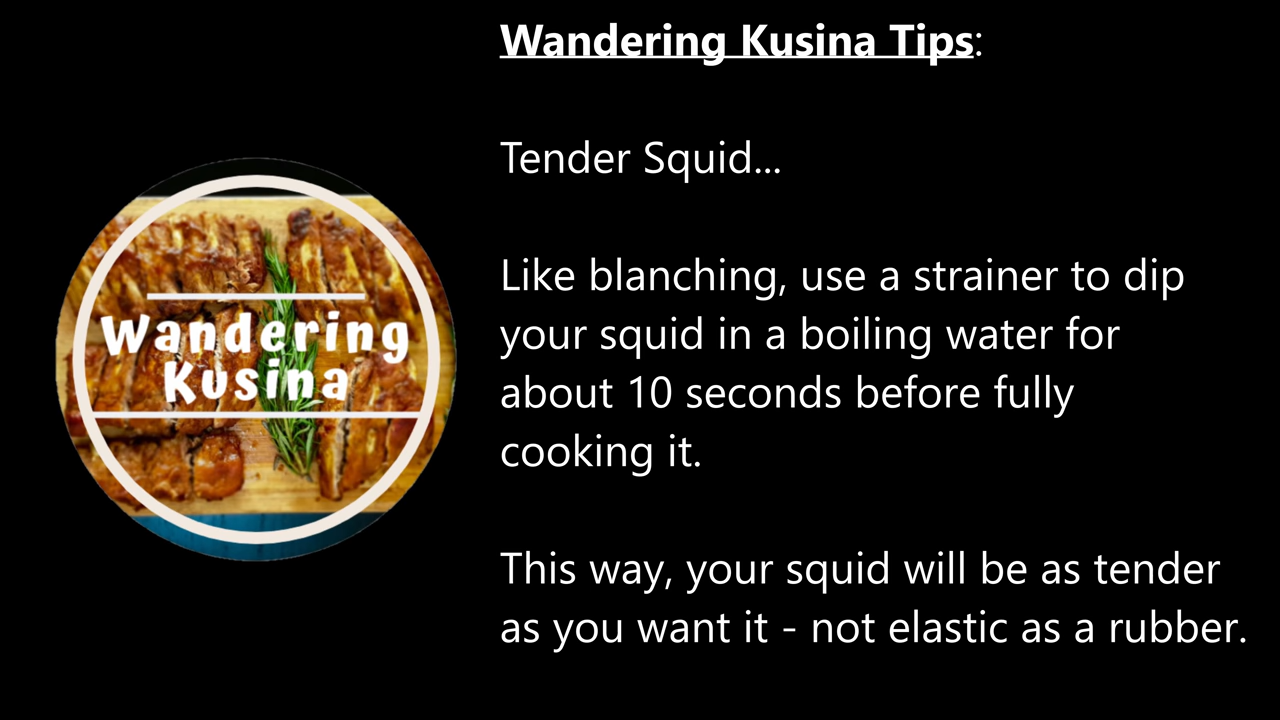 Wandering Kusina Tips:
Tender Squid...
Like blanching, use a strainer to dip
your squid in a boiling water for
about 10 seconds before fully
cooking it.
This way, your squid will be as tender
as you want it - not elastic as a rubber.
Wandering
Kusina